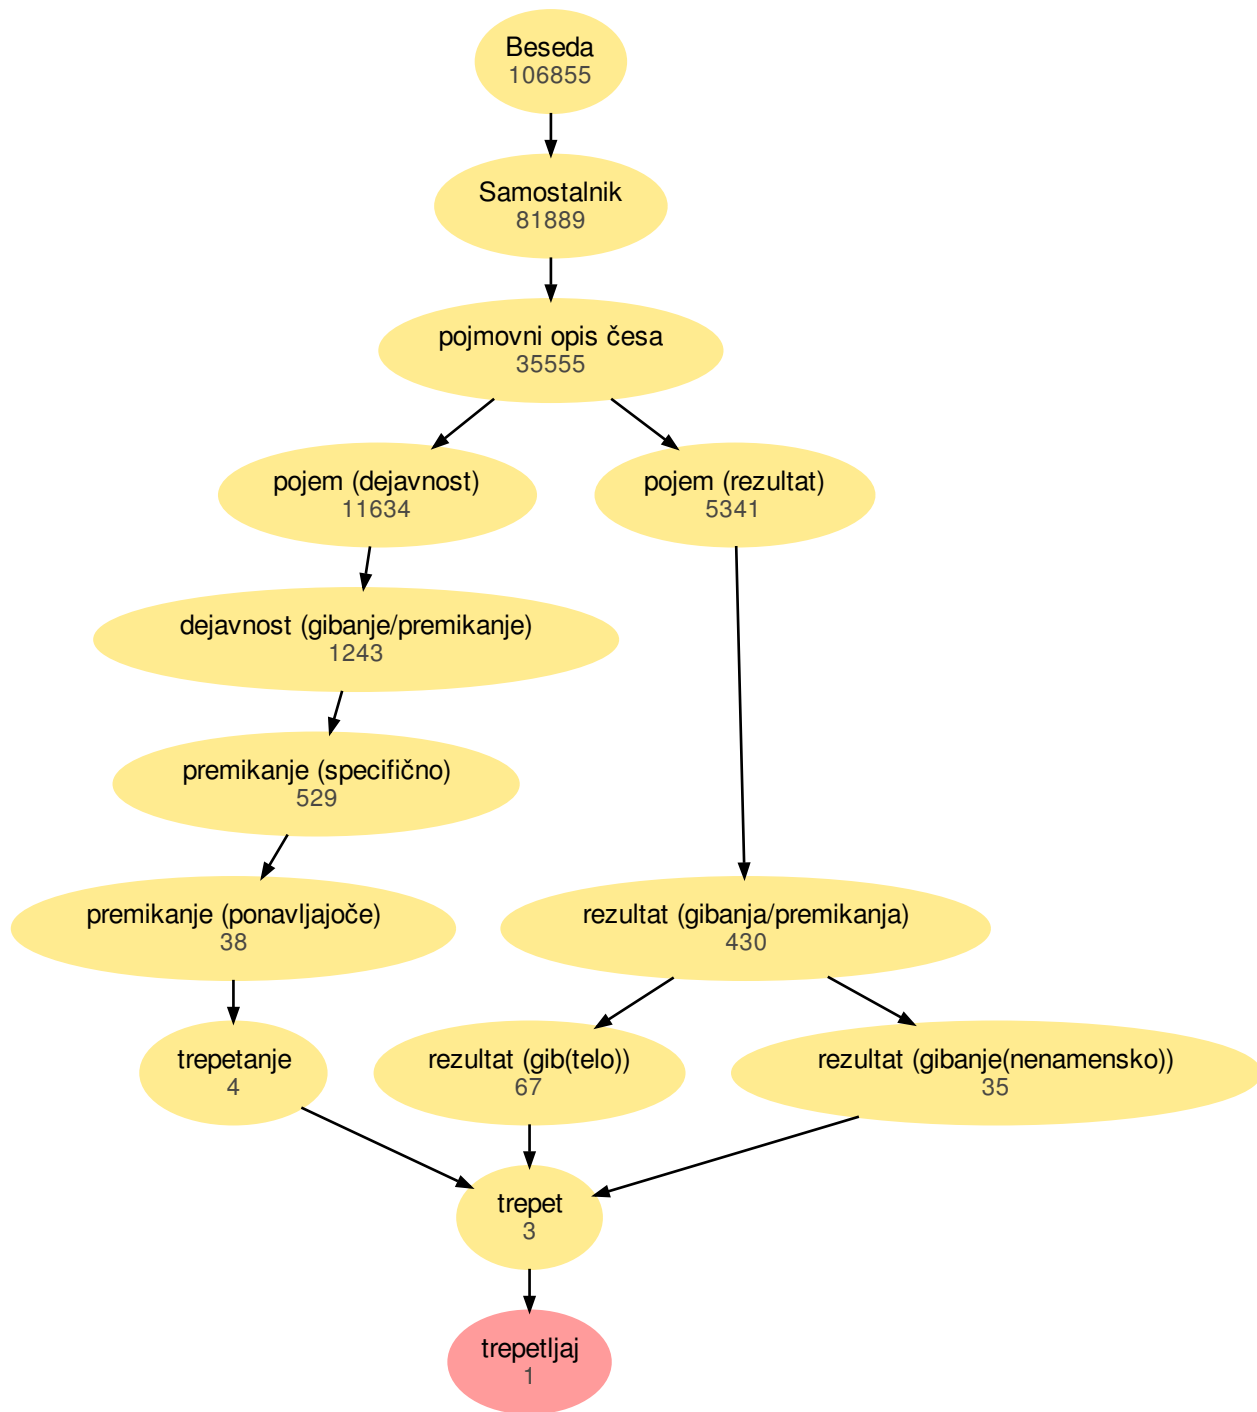 Beseda
106855
Samostalnik
81889
pojmovni opis česa
35555
pojem (dejavnost)
11634
pojem (rezultat)
5341
dejavnost (gibanje/premikanje)
1243
premikanje (specifično)
529
premikanje (ponavljajoče)
38
rezultat (gibanja/premikanja)
430
trepetanje
4
rezultat (gib(telo))
67
rezultat (gibanje(nenamensko))
35
trepet
3
trepetljaj
1